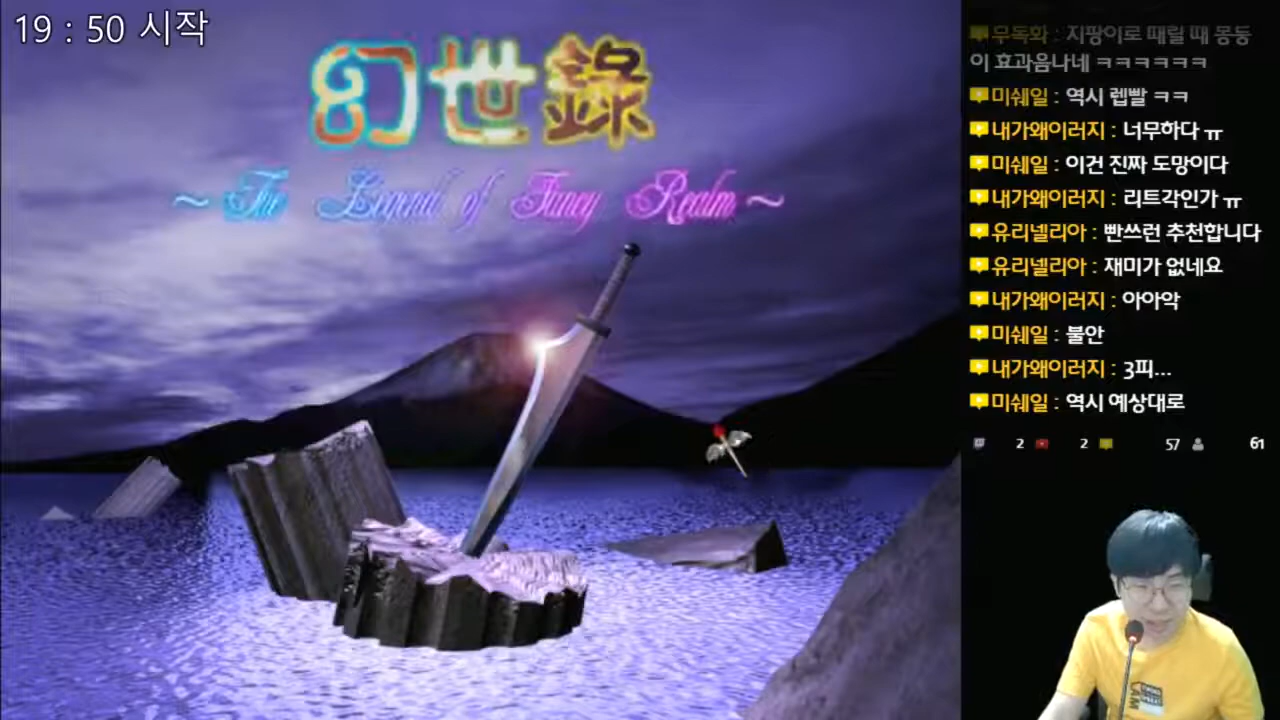 19 : 50 시작
幻世錄
~ The Legend of Fancy Realm ~
무독화 : 지팡이로 때릴 때 몽둥
이 효과음나네 ㅋㅋㅋㅋㅋㅋ
미쉐일 : 역시 렙빨 ㅋㅋ
내가왜이러지 : 너무하다 ㅠ
미쉐일 : 이건 진짜 도망이다
내가왜이러지 : 리트각인가 ㅠ
유리넬리아 : 빤쓰런 추천합니다
유리넬리아 : 재미가 없네요
내가왜이러지 : 아아악
미쉐일 : 불안
내가왜이러지 : 3피...
미쉐일 : 역시 예상대로
2 2 57 61